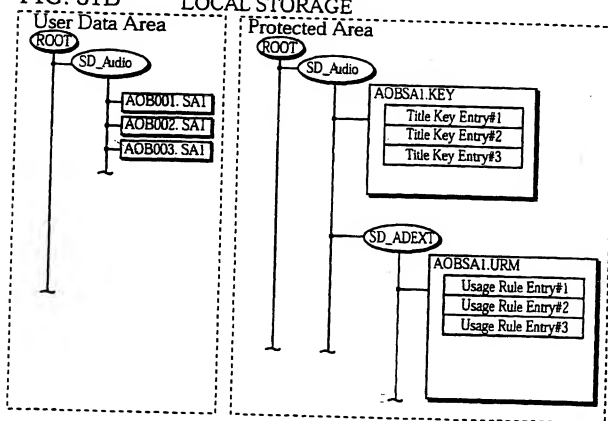 FIG. 31B LOCAL STORAGE
User Data Area
ROOT
SD_Audio
AOB001. SA1
AOB002. SA1
AOB003. SA1
Protected Area
ROOT
SD_Audio
AOBSA1.KEY
Title Key Entry#1
Title Key Entry#2
Title Key Entry#3
SD_ADEXT
AOBSA1.URM
Usage Rule Entry#1
Usage Rule Entry#2
Usage Rule Entry#3